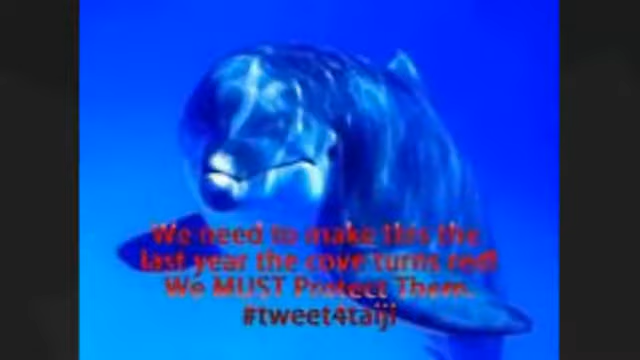 We need to make this the
last year the cove turns red!
We MUST Protect Them.
#tweet4taiji